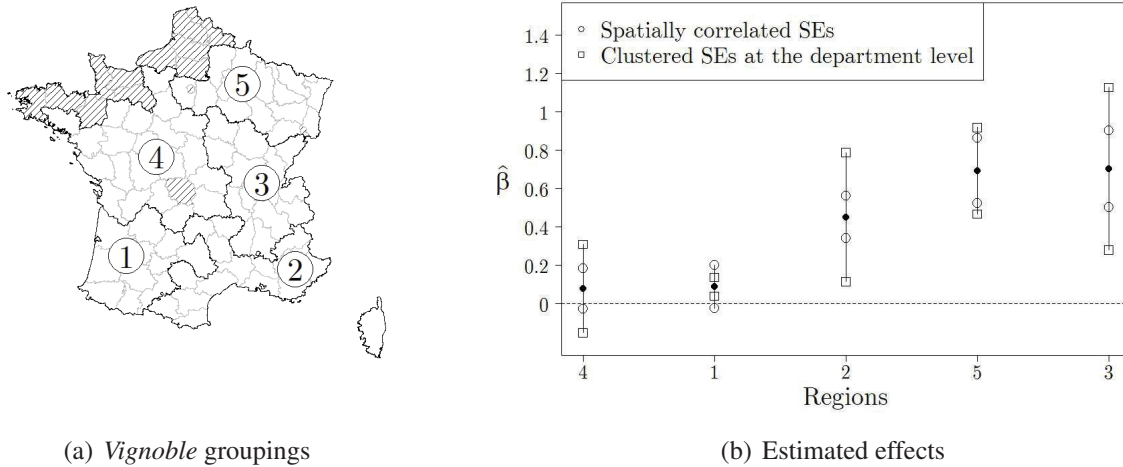 5
4
3
1
2
(a) Vignoble groupings
○ Spatially correlated SEs
□ Clustered SEs at the department level
1.4
1.2
1
0.8
0.6
0.4
0.2
0
β̂
4 1 2 5 3
Regions
(b) Estimated effects